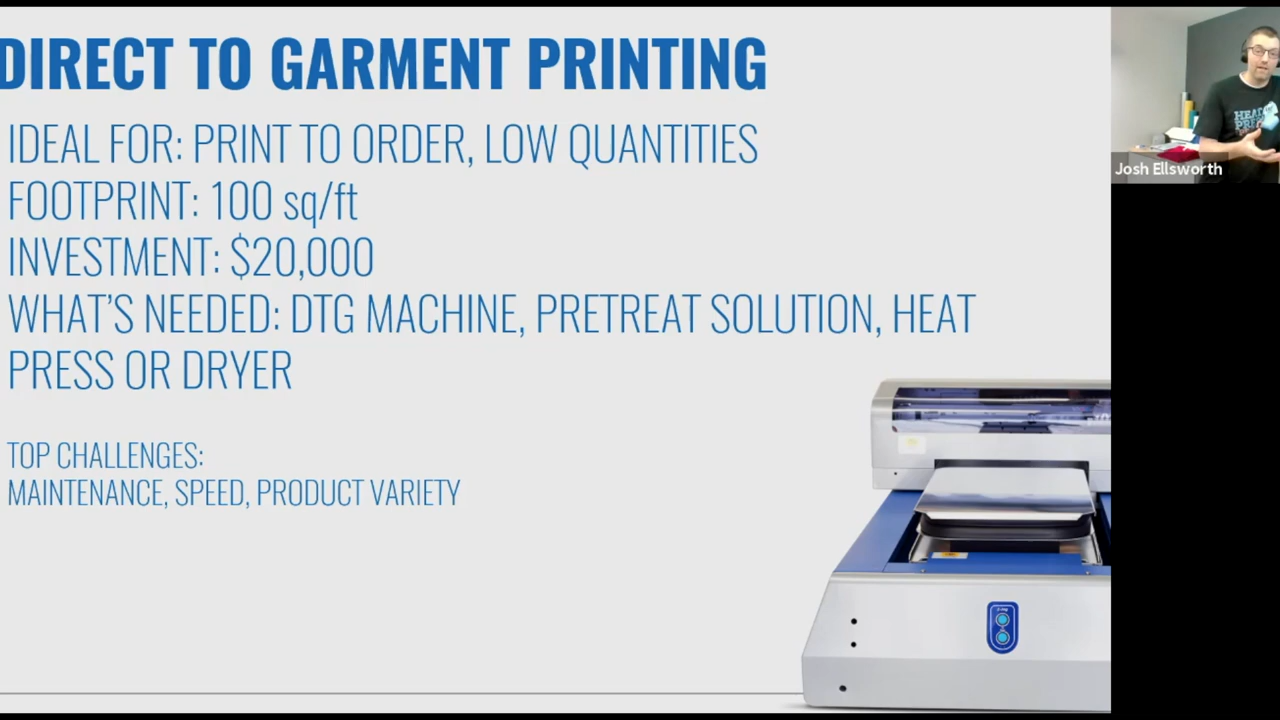 DIRECT TO GARMENT PRINTING
IDEAL FOR: PRINT TO ORDER, LOW QUANTITIES
FOOTPRINT: 100 sq/ft
INVESTMENT: $20,000
WHAT'S NEEDED: DTG MACHINE, PRETREAT SOLUTION, HEAT
PRESS OR DRYER
TOP CHALLENGES:
MAINTENANCE, SPEED, PRODUCT VARIETY
Josh Ellsworth